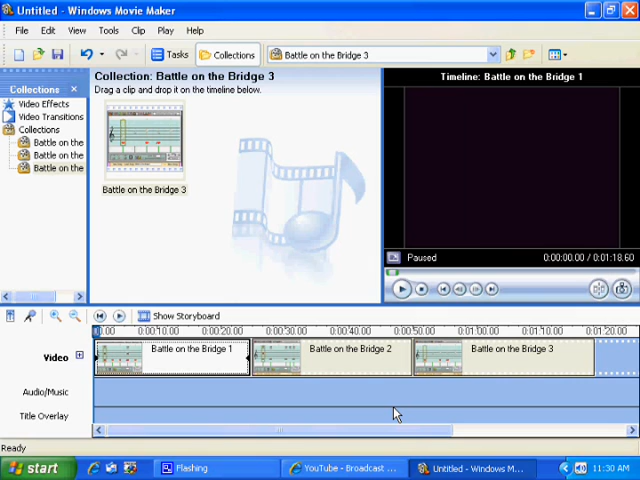 Untitled - Windows Movie Maker
File Edit View Tools Clip Play Help
Tasks Collections Battle on the Bridge 3
Collections
Video Effects
Video Transitions
Collections
Battle on the
Battle on the
Battle on the
Collection: Battle on the Bridge 3
Drag a clip and drop it on the timeline below.
Battle on the Bridge 3
Timeline: Battle on the Bridge 1
Paused 0:00:00.00 / 0:01:18.60
Show Storyboard
0.00 0:00:10.00 0:00:20.00 0:00:30.00 0:00:40.00 0:00:50.00 0:01:00.00 0:01:10.00 0:01:20.00
Video Battle on the Bridge 1 Battle on the Bridge 2 Battle on the Bridge 3
Audio/Music
Title Overlay
Ready
start Flashing YouTube - Broadcast ... Untitled - Windows M... 11:30 AM